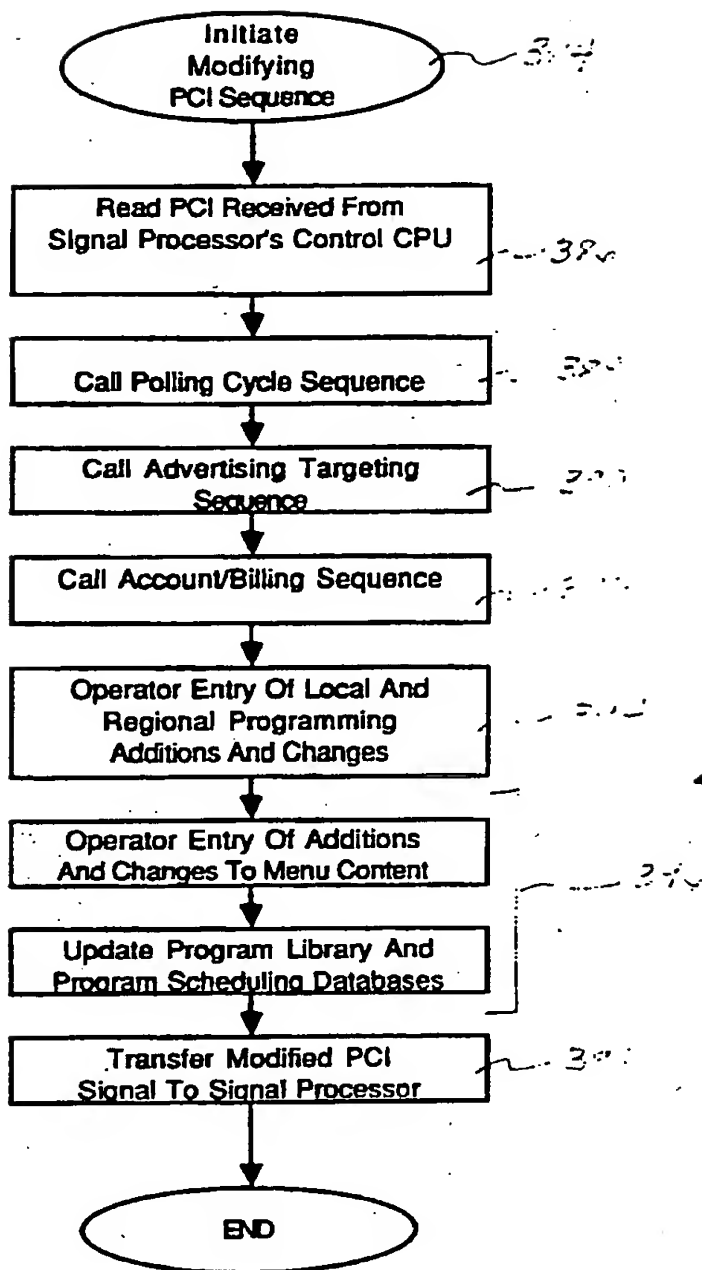 Initiate
Modifying
PCI Sequence
Read PCI Received From
Signal Processor's Control CPU
Call Polling Cycle Sequence
Call Advertising Targeting
Sequence
Call Account/Billing Sequence
Operator Entry Of Local And
Regional Programming
Additions And Changes
Operator Entry Of Additions
And Changes To Menu Content
Update Program Library And
Program Scheduling Databases
Transfer Modified PCI
Signal To Signal Processor
END